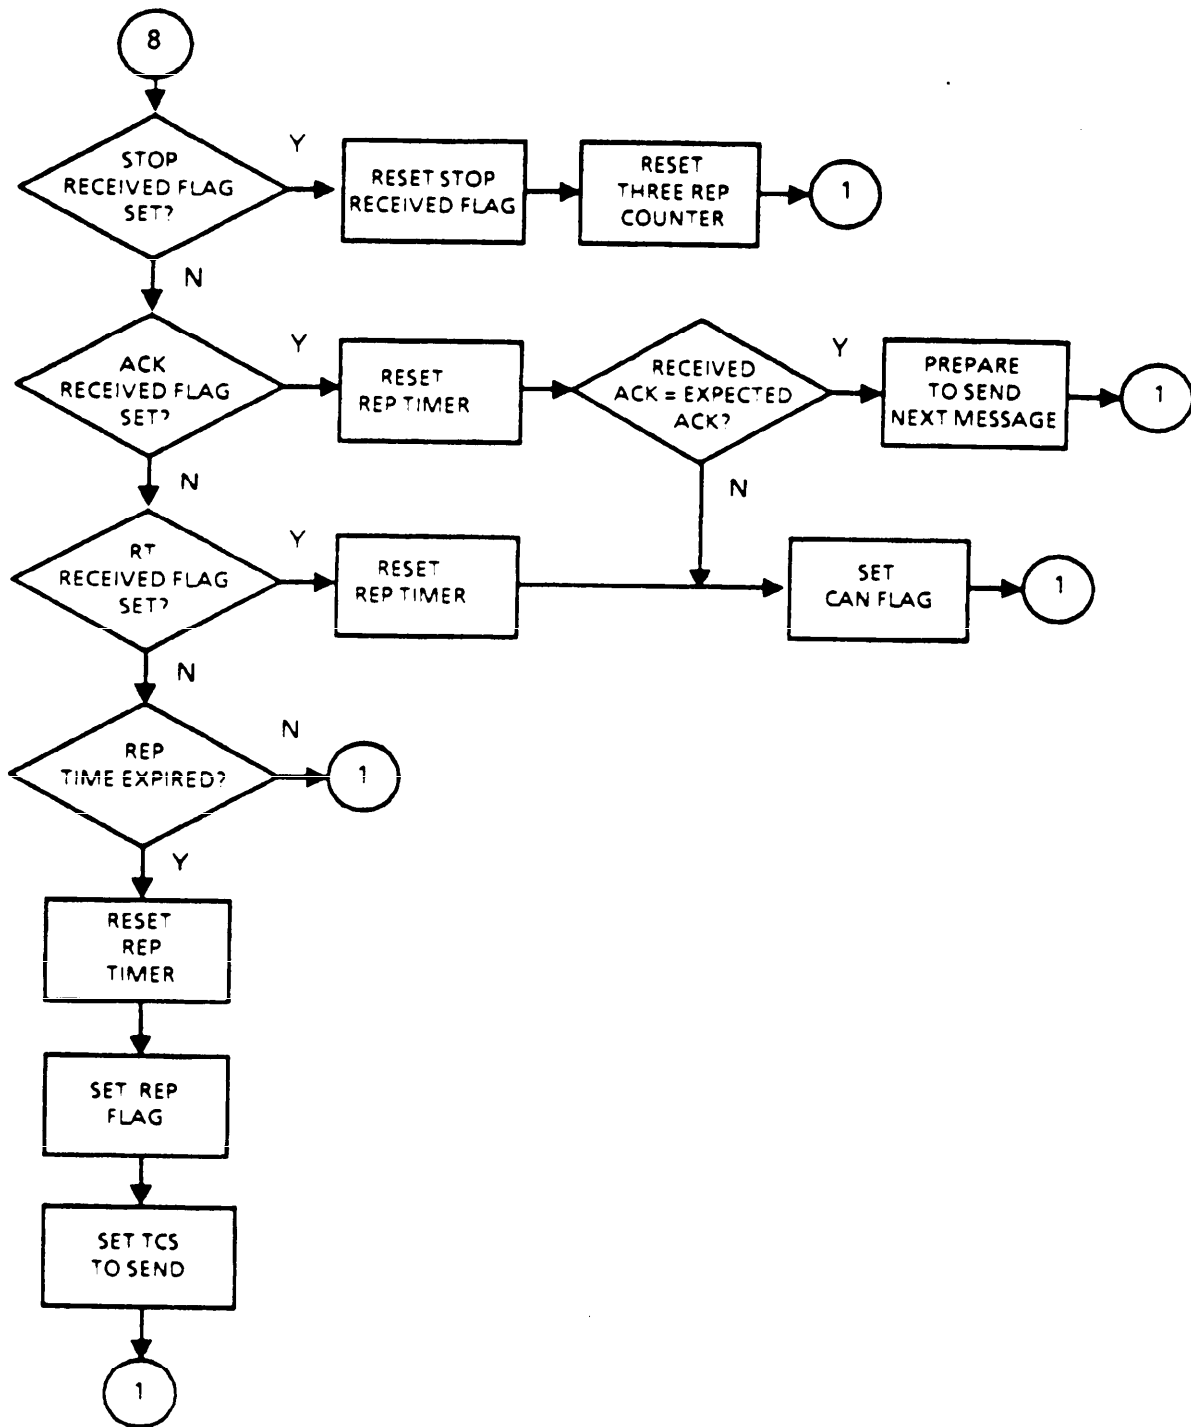 8
STOP
RECEIVED FLAG
SET?
Y
RESET STOP
RECEIVED FLAG
RESET
THREE REP
COUNTER
1
N
ACK
RECEIVED FLAG
SET?
Y
RESET
REP TIMER
RECEIVED
ACK = EXPECTED
ACK?
Y
PREPARE
TO SEND
NEXT MESSAGE
1
N
N
RT
RECEIVED FLAG
SET?
Y
RESET
REP TIMER
SET
CAN FLAG
1
N
REP
TIME EXPIRED?
N
1
Y
RESET
REP
TIMER
SET REP
FLAG
SET TCS
TO SEND
1